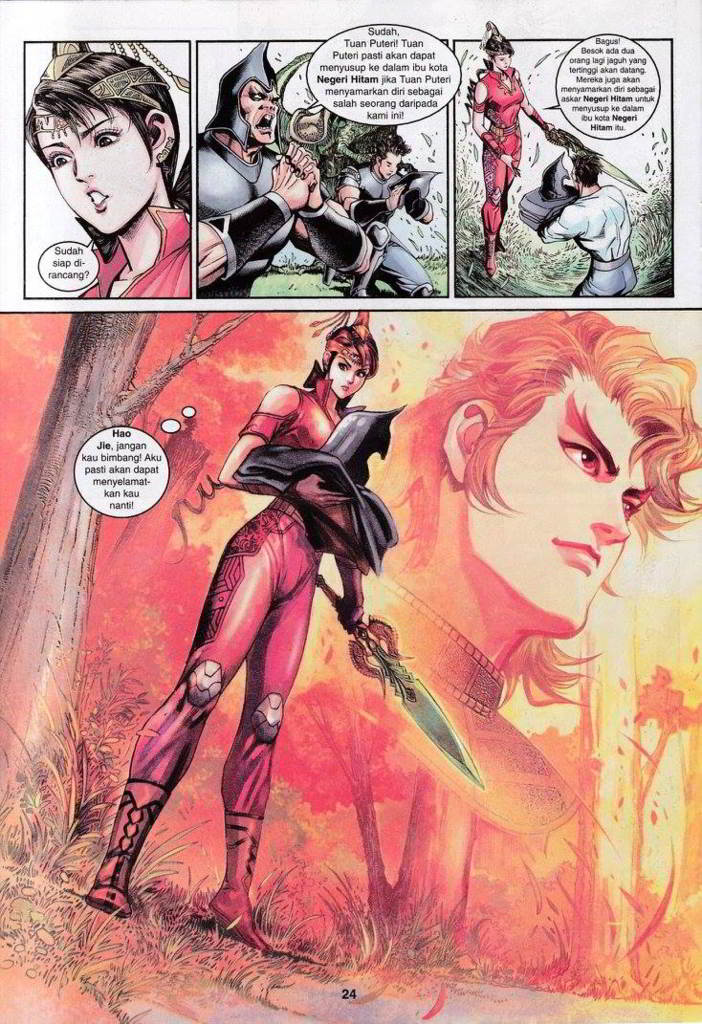 Sudah
siap di-
rancang?
Sudah,
Tuan Puteri! Tuan
Puteri pasti akan dapat
menyusup ke dalam ibu kota
Negeri Hitam jika Tuan Puteri
menyamarkan diri sebagai
salah seorang daripada
kami ini!
Bagus!
Besok ada dua
orang lagi jaguh yang
tertinggi akan datang.
Mereka juga akan
menyamarkan diri sebagai
askar Negeri Hitam untuk
menyusup ke dalam
ibu kota Negeri
Hitam itu.
Hao
Jie, jangan
kau bimbang! Aku
pasti akan dapat
menyelamat-
kan kau
nanti!
24